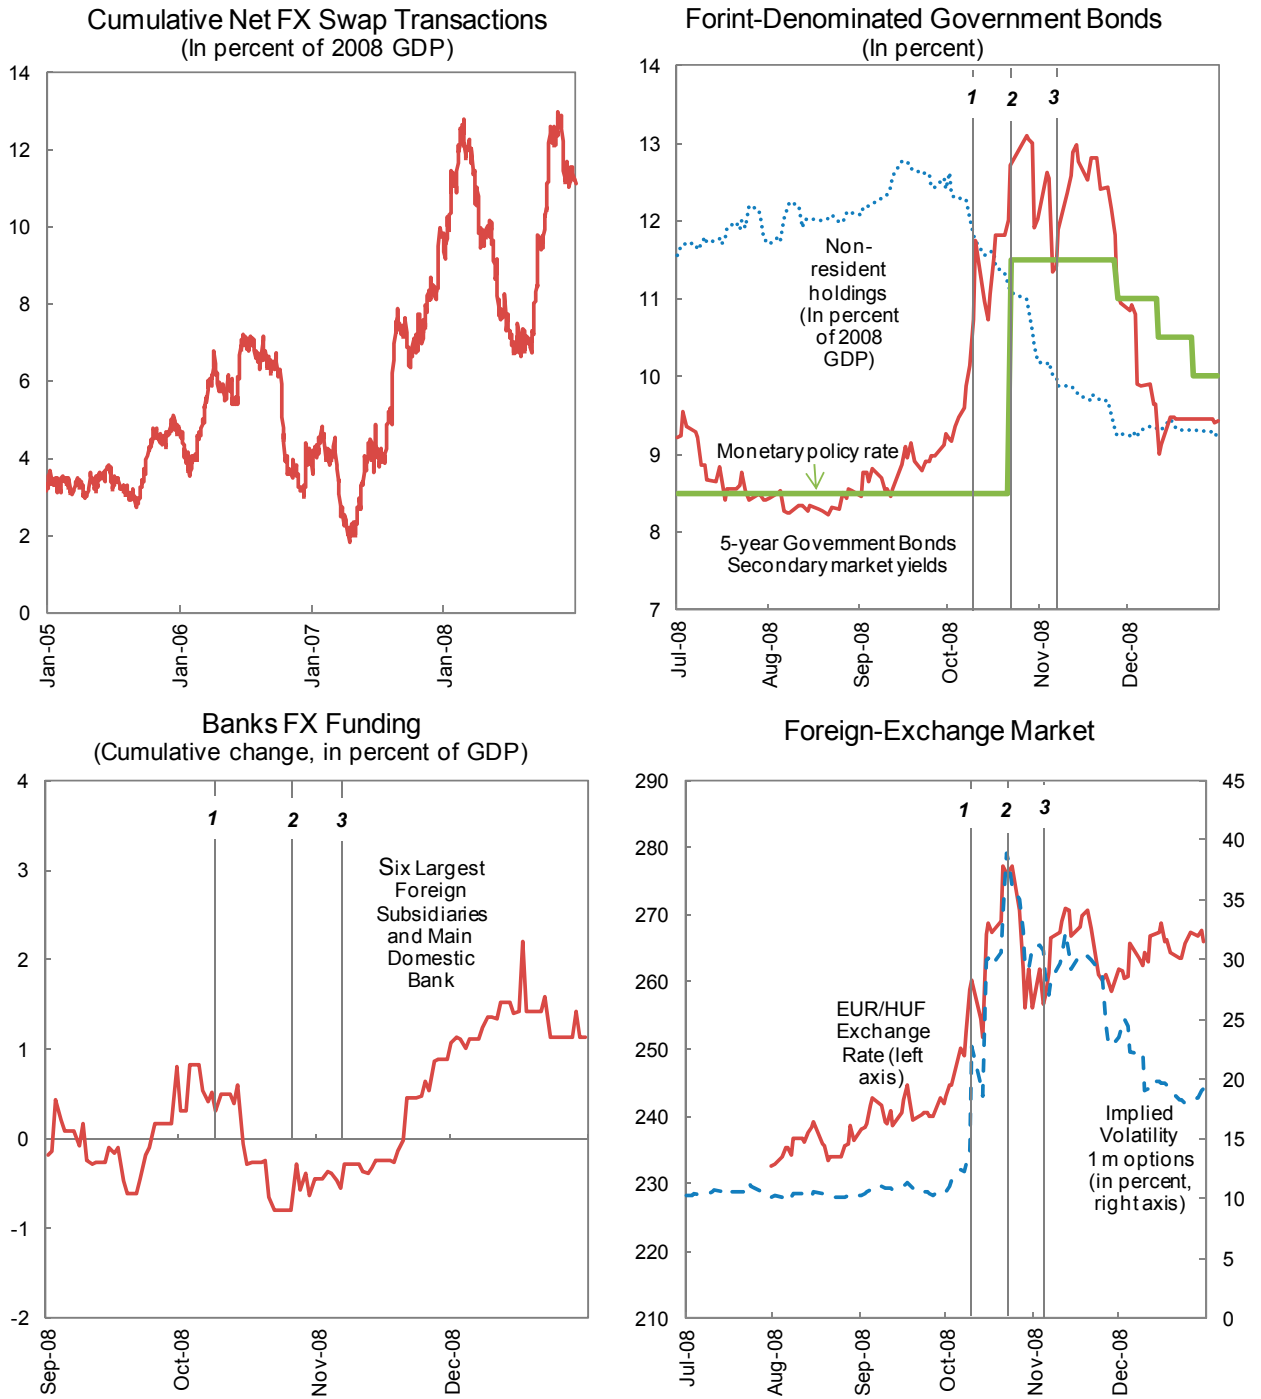 Cumulative Net FX Swap Transactions
(In percent of 2008 GDP)
14
12
10
8
6
4
2
0
Jan-05
Jan-06
Jan-07
Jan-08
Forint-Denominated Government Bonds
(In percent)
14
13
12
11
10
9
8
7
1
2
3
Non-
resident
holdings
(In percent
of 2008
GDP)
Monetary policy rate
5-year Government Bonds
Secondary market yields
Jul-08
Aug-08
Sep-08
Oct-08
Nov-08
Dec-08
Banks FX Funding
(Cumulative change, in percent of GDP)
4
3
2
1
0
-1
-2
1
2
3
Six Largest
Foreign
Subsidiaries
and Main
Domestic
Bank
Sep-08
Oct-08
Nov-08
Dec-08
Foreign-Exchange Market
290
280
270
260
250
240
230
220
210
1
2
3
EUR/HUF
Exchange
Rate (left
axis)
Implied
Volatility
1 m options
(in percent,
right axis)
45
40
35
30
25
20
15
10
5
0
Jul-08
Aug-08
Sep-08
Oct-08
Nov-08
Dec-08